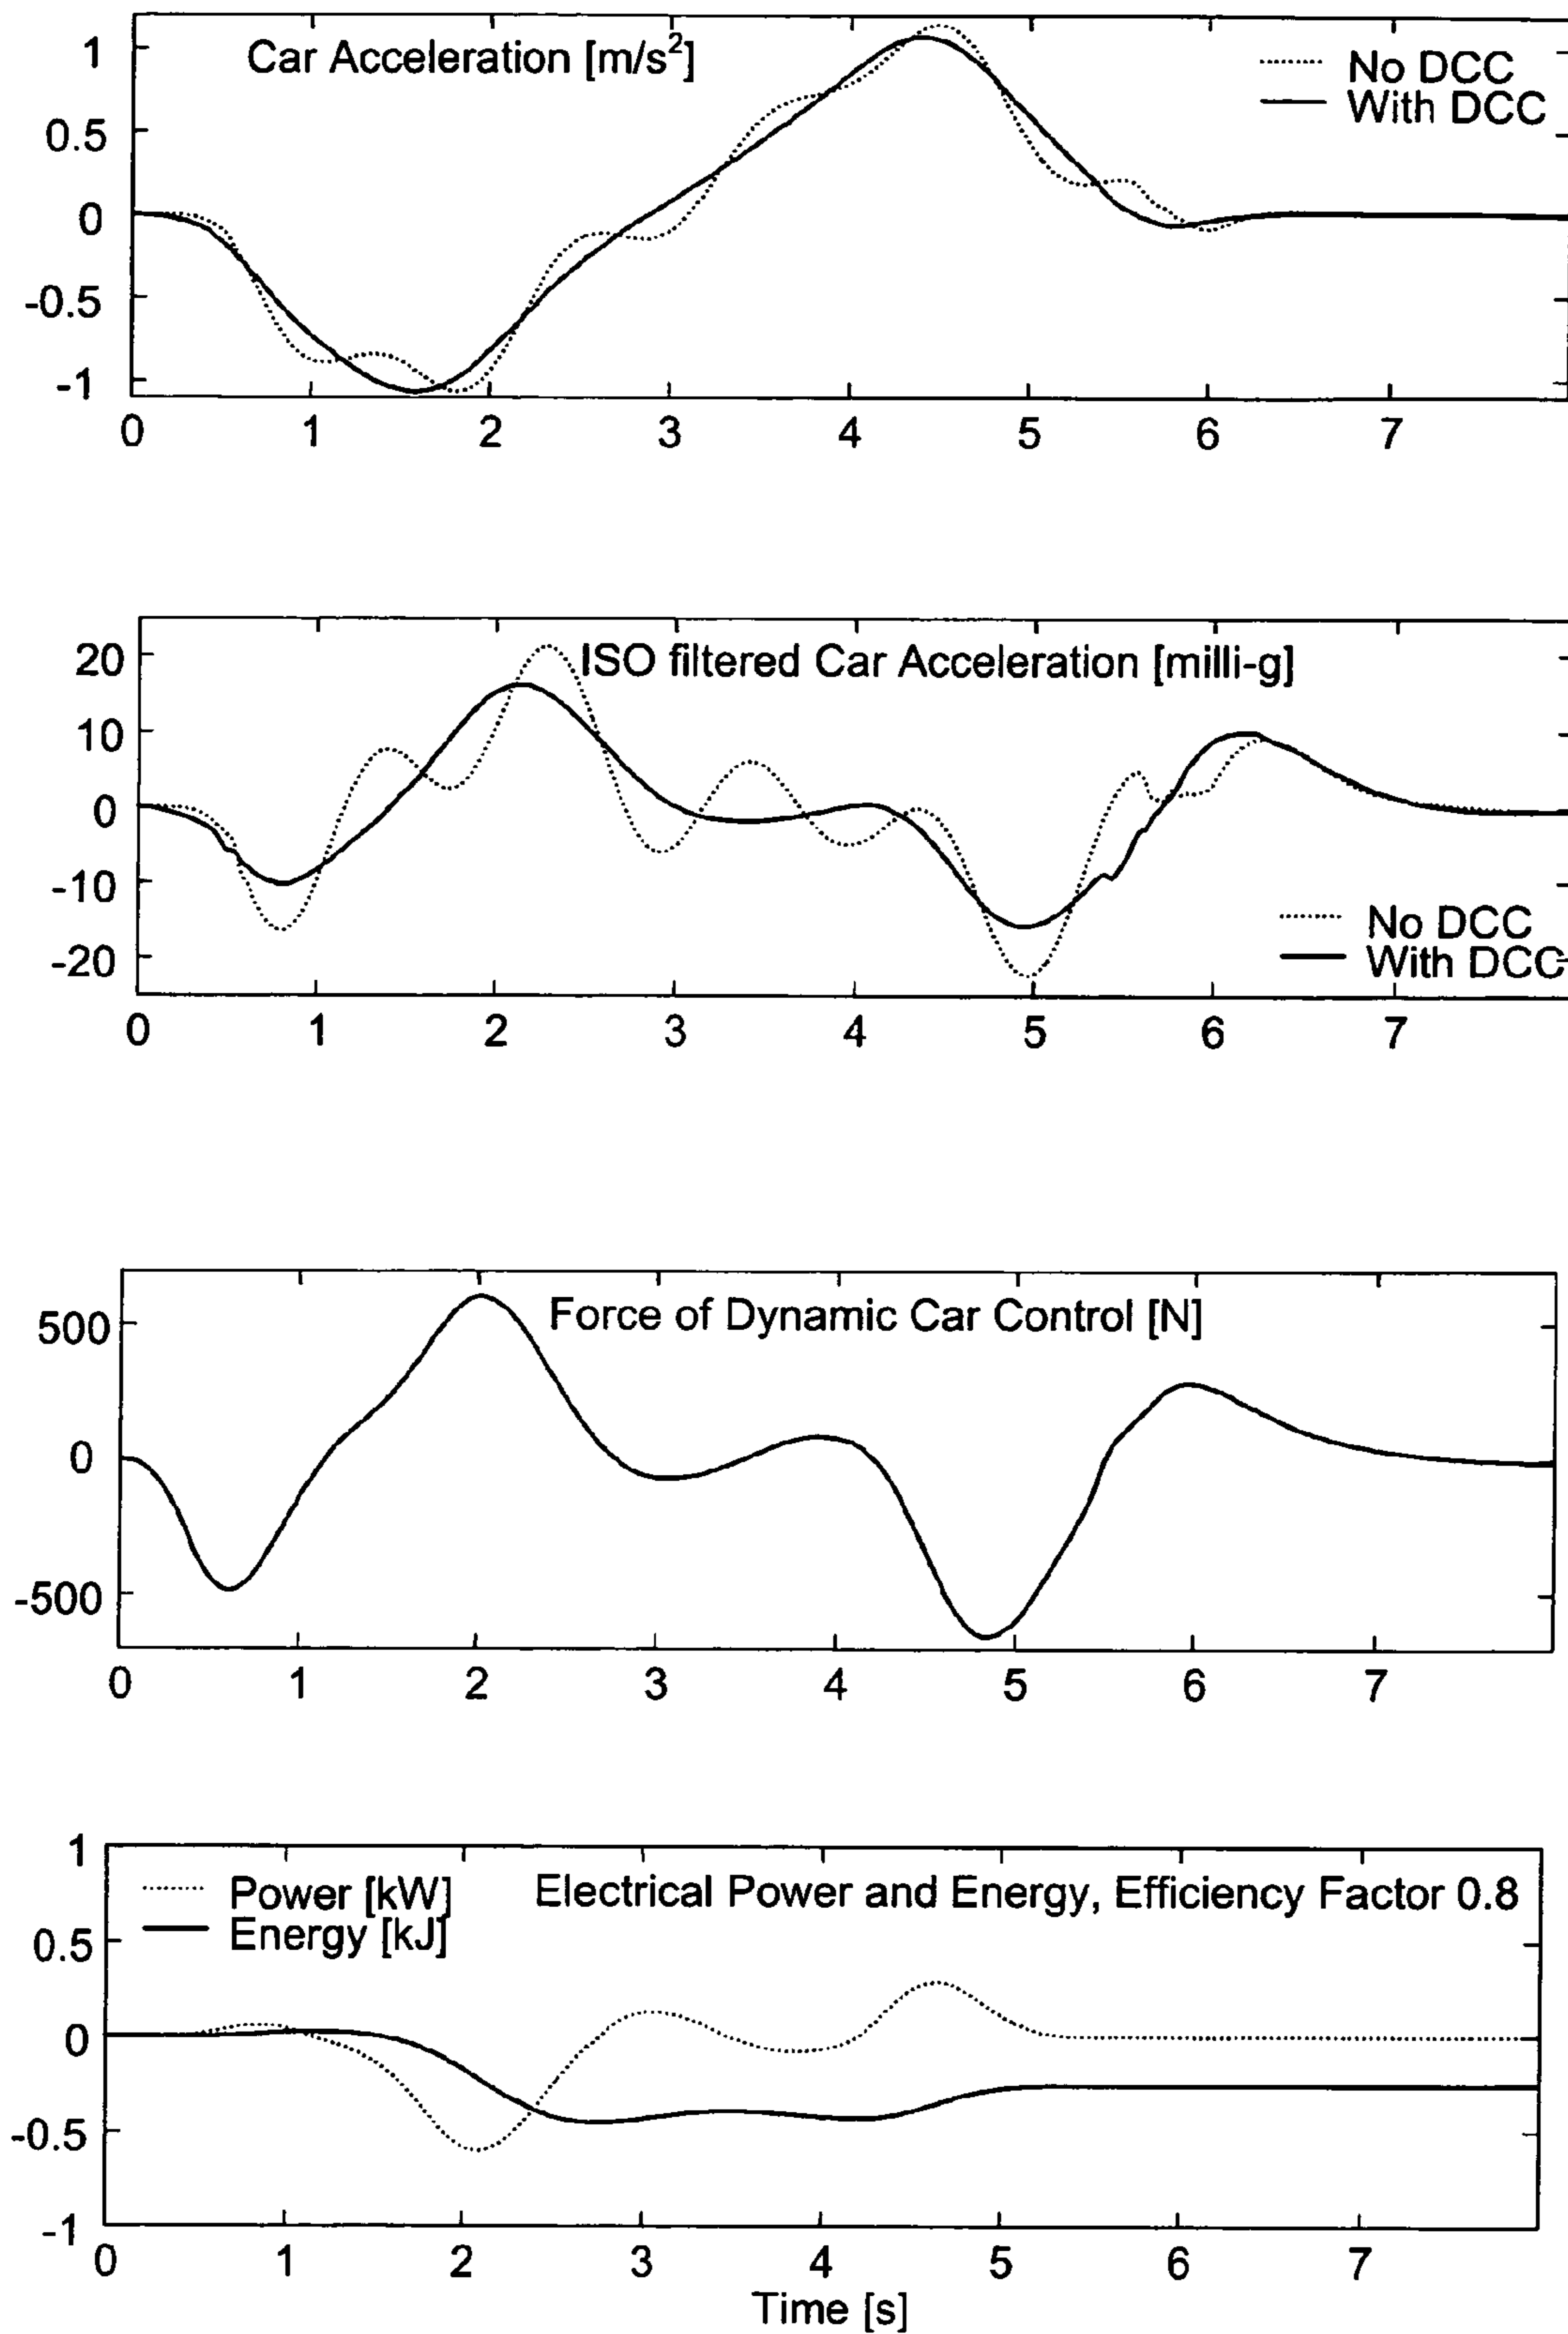 Car Acceleration [m/s²]
No DCC
With DCC
1
0.5
0
-0.5
-1
0 1 2 3 4 5 6 7
ISO filtered Car Acceleration [milli-g]
20
10
0
-10
-20
No DCC
With DCC
0 1 2 3 4 5 6 7
Force of Dynamic Car Control [N]
500
0
-500
0 1 2 3 4 5 6 7
1
Power [kW]
Energy [kJ]
Electrical Power and Energy, Efficiency Factor 0.8
0.5
0
-0.5
-1
0 1 2 3 4 5 6 7
Time [s]